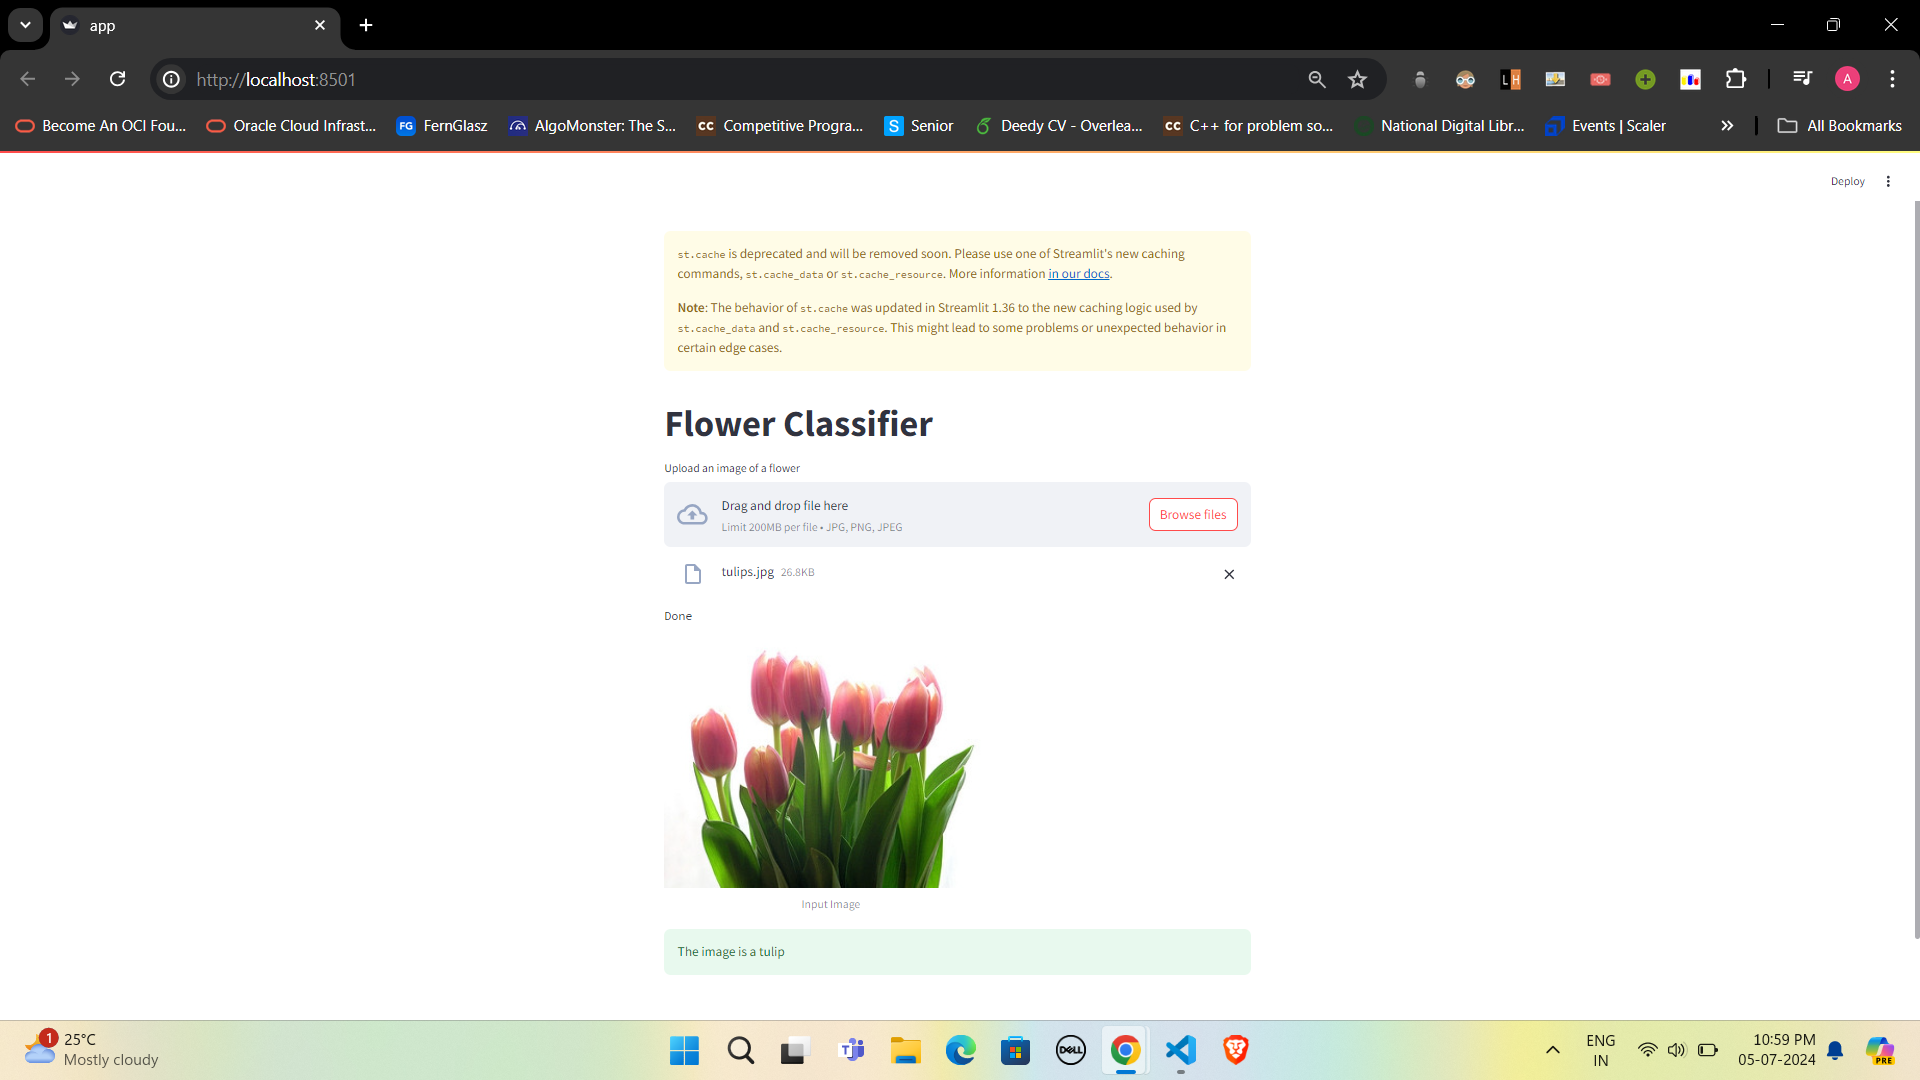 app
http://localhost:8501
A
Become An OCI Fou...
Oracle Cloud Infrast...
FG FernGlasz
AlgoMonster: The S...
CC Competitive Progra...
S Senior
Deedy CV - Overlea...
CC C++ for problem so...
National Digital Libr...
Events | Scaler
All Bookmarks
Deploy
st.cache is deprecated and will be removed soon. Please use one of Streamlit's new caching
commands, st.cache_data or st.cache_resource. More information in our docs.
Note: The behavior of st.cache was updated in Streamlit 1.36 to the new caching logic used by
st.cache_data and st.cache_resource. This might lead to some problems or unexpected behavior in
certain edge cases.
Flower Classifier
Upload an image of a flower
Drag and drop file here
Limit 200MB per file • JPG, PNG, JPEG
Browse files
tulips.jpg 26.8KB
Done
Input Image
The image is a tulip
1
25°C
Mostly cloudy
DELL
ENG
IN
10:59 PM
05-07-2024
PRE